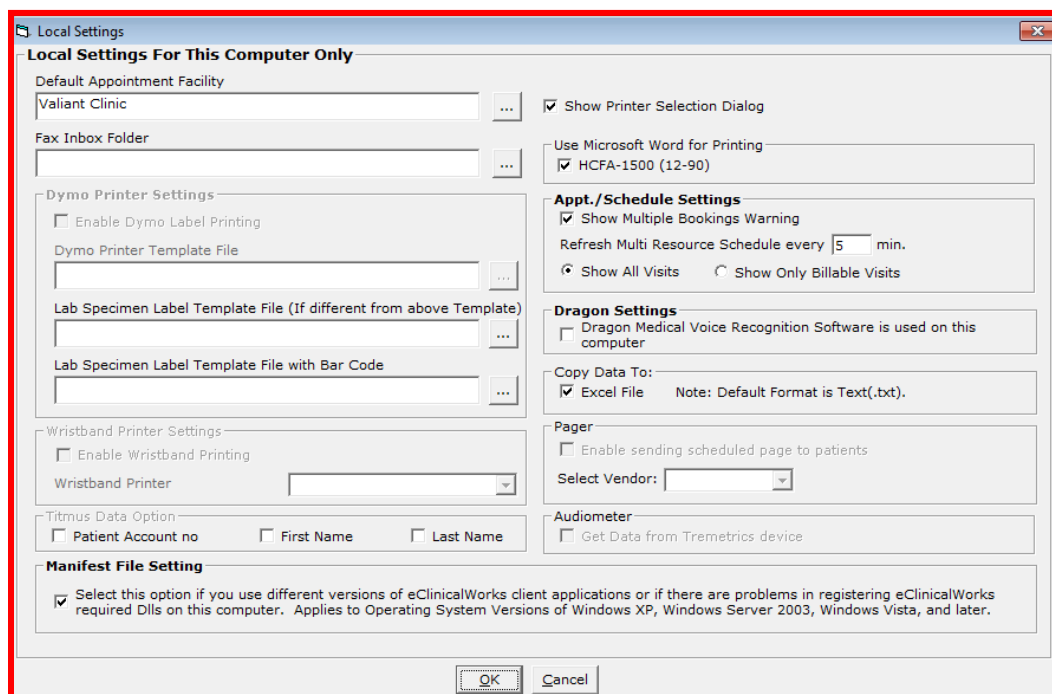 Local Settings
Local Settings For This Computer Only
Default Appointment Facility
Valiant Clinic
...
Fax Inbox Folder
...
Dymo Printer Settings
Enable Dymo Label Printing
Dymo Printer Template File
...
Lab Specimen Label Template File (If different from above Template)
...
Lab Specimen Label Template File with Bar Code
...
Wristband Printer Settings
Enable Wristband Printing
Wristband Printer
Titmus Data Option
Patient Account no First Name Last Name
Show Printer Selection Dialog
Use Microsoft Word for Printing
HCFA-1500 (12-90)
Appt./Schedule Settings
Show Multiple Bookings Warning
Refresh Multi Resource Schedule every 5 min.
Show All Visits Show Only Billable Visits
Dragon Settings
Dragon Medical Voice Recognition Software is used on this
computer
Copy Data To:
Excel File Note: Default Format is Text(.txt).
Pager
Enable sending scheduled page to patients
Select Vendor:
Audiometer
Get Data from Tremetrics device
Manifest File Setting
Select this option if you use different versions of eClinicalWorks client applications or if there are problems in registering eClinicalWorks
required Dlls on this computer. Applies to Operating System Versions of Windows XP, Windows Server 2003, Windows Vista, and later.
OK Cancel